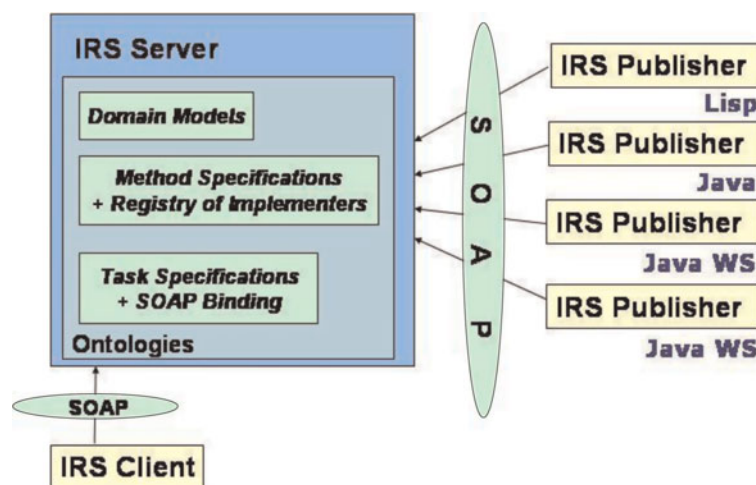 IRS Server
Domain Models
Method Specifications
+ Registry of Implementers
Task Specifications
+ SOAP Binding
Ontologies
SOAP
IRS Client
SOAP
IRS Publisher
Lisp
IRS Publisher
Java
IRS Publisher
Java WS
IRS Publisher
Java WS